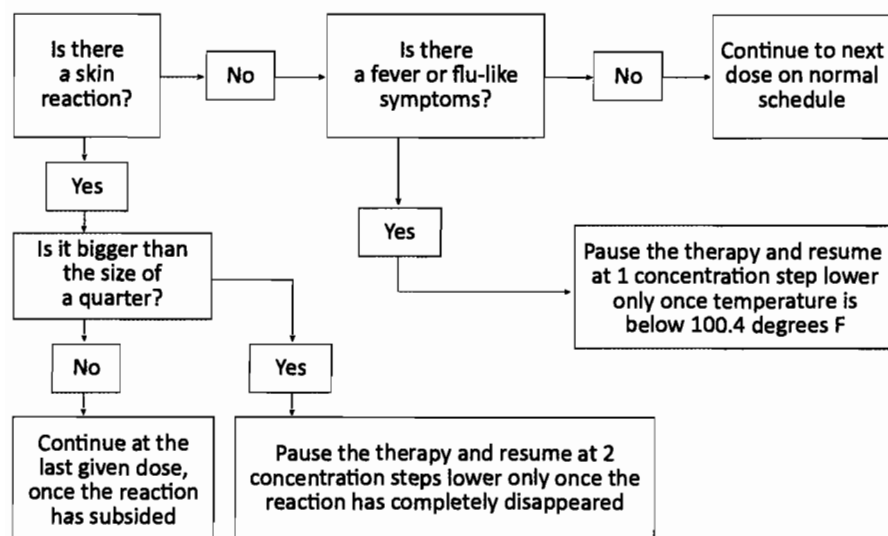 Is there
a skin
reaction?
No
Is there
a fever or flu-like
symptoms?
No
Continue to next
dose on normal
schedule
Yes
Is it bigger than
the size of
a quarter?
Yes
Pause the therapy and resume
at 1 concentration step lower
only once temperature is
below 100.4 degrees F
No
Yes
Continue at the
last given dose,
once the reaction
has subsided
Pause the therapy and resume at 2
concentration steps lower only once the
reaction has completely disappeared